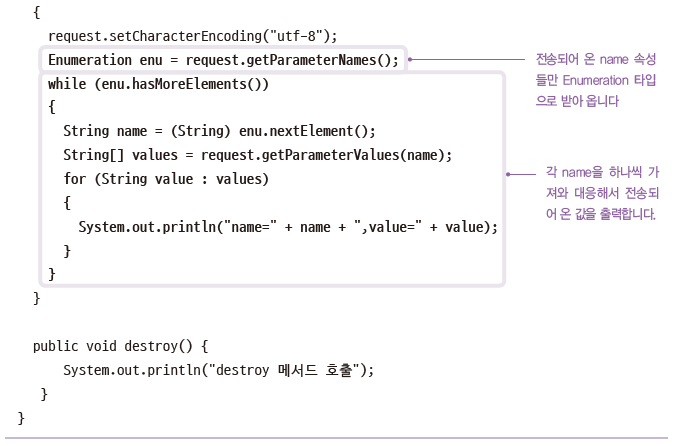 {
request.setCharacterEncoding("utf-8");
Enumeration enu = request.getParameterNames();
전송되어 온 name 속성
들만 Enumeration 타입
으로 받아 옵니다
while (enu.hasMoreElements())
{
String name = (String) enu.nextElement();
String[] values = request.getParameterValues(name);
for (String value : values)
{
System.out.println("name=" + name + ",value=" + value);
}
}
각 name을 하나씩 가
져와 대응해서 전송되
어 온 값을 출력합니다.
}
public void destroy() {
System.out.println("destroy 메서드 호출");
}
}